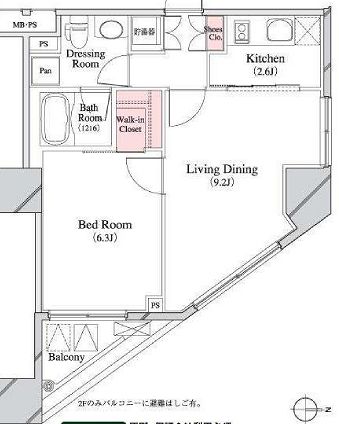 MB・PS
PS
Pan
Dressing
Room
貯湯器
Shoes
Clo.
Kitchen
(2.6J)
Bath
Room
(1216)
Walk-in
Closet
Living Dining
(9.2J)
Bed Room
(6.3J)
PS
Balcony
2Fのみバルコニーに避難はしご有。
N